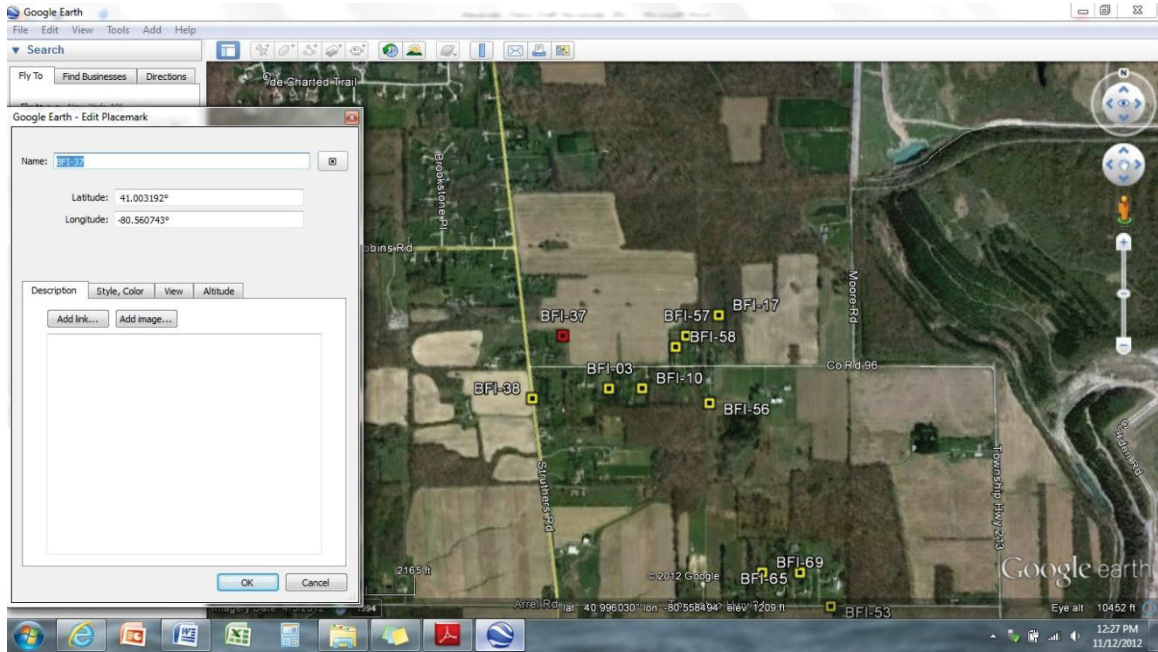 Google Earth
File Edit View Tools Add Help
▼ Search
Fly To Find Businesses Directions
Google Earth - Edit Placemark
Name: BFI-37
Latitude: 41.003192°
Longitude: -80.560743°
Description Style, Color View Altitude
Add link... Add image...
OK Cancel
de Charted Trail
Brookstone Pl
bins Rd
Moore Rd
BFI-37
BFI-57
BFI-17
BFI-58
Co Rd 96
BFI-03
BFI-10
BFI-38
BFI-56
Struthers Rd
Township Hwy 213
Garden Rd
BFI-69
BFI-65
BFI-53
2165 ft
© 2012 Google
Google earth
1994
Arrel Rd
lat 40.996030° lon -80.558494° elev 1209 ft
Eye alt 10452 ft
N
12:27 PM
11/12/2012